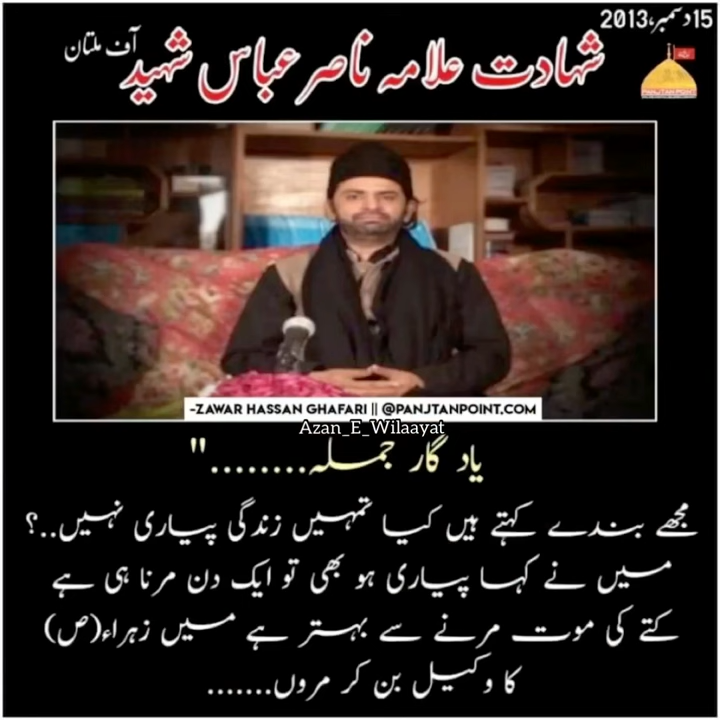 15 دسمبر، 2013
شہادت علامہ ناصر عباس شہید آف ملتان
PANJTAN POINT
-ZAWAR HASSAN GHAFARI || @PANJTANPOINT.COM
Azan_E_Wilaayat
یاد گار جملہ........"
مجھے بندے کہتے ہیں کیا تمہیں زندگی پیاری نہیں..؟
میں نے کہا پیاری ہو بھی تو ایک دن مرنا ہی ہے
کتے کی موت مرنے سے بہتر ہے میں زہراء(ص)
کا وکیل بن کر مروں.......